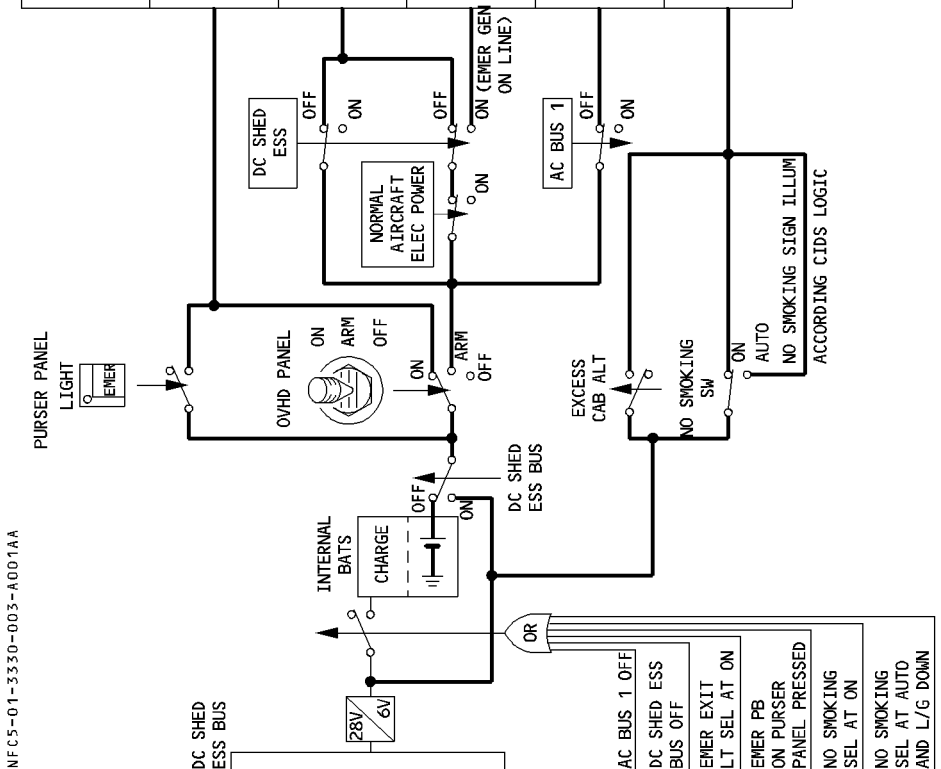 NFC5-01-3330-003-A001AA
PURSER PANEL
LIGHT
EMER
OVHD PANEL
ON
ARM
OFF
ON
ARM
OFF
DC SHED
ESS
OFF
ON
OFF
ON (EMER GEN
ON LINE)
NORMAL
AIRCRAFT
ELEC POWER
ON
AC BUS 1
OFF
ON
INTERNAL
BATS
CHARGE
OFF
ON
DC SHED
ESS BUS
EXCESS
CAB ALT
NO SMOKING
SW
ON
AUTO
NO SMOKING SIGN ILLUM
ACCORDING CIDS LOGIC
DC SHED
ESS BUS
28V
6V
OR
AC BUS 1 OFF
DC SHED ESS
BUS OFF
EMER EXIT
LT SEL AT ON
EMER PB
ON PURSER
PANEL PRESSED
NO SMOKING
SEL AT ON
NO SMOKING
SEL AT AUTO
AND L/G DOWN